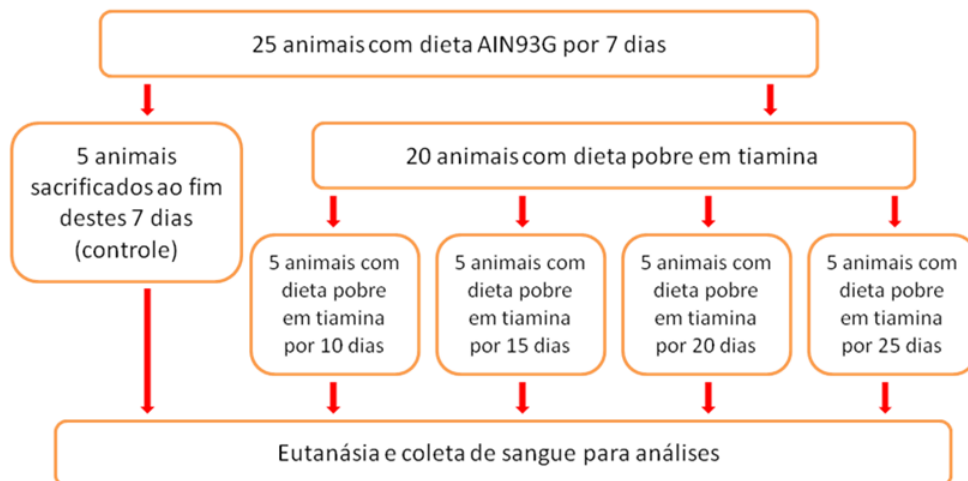 25 animais com dieta AIN93G por 7 dias
5 animais
sacrificados ao fim
destes 7 dias
(controle)
20 animais com dieta pobre em tiamina
5 animais com
dieta pobre
em tiamina
por 10 dias
5 animais com
dieta pobre
em tiamina
por 15 dias
5 animais com
dieta pobre
em tiamina
por 20 dias
5 animais com
dieta pobre
em tiamina
por 25 dias
Eutanásia e coleta de sangue para análises